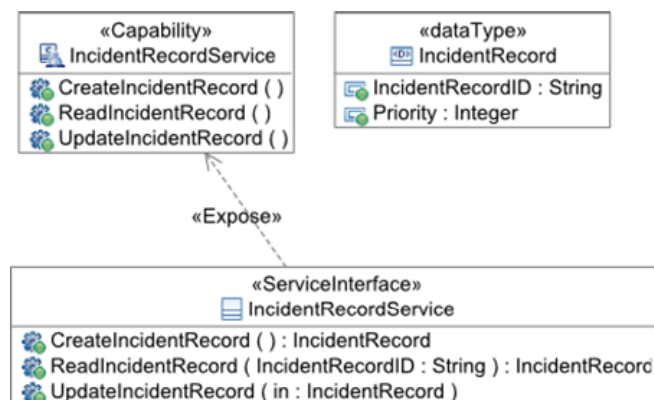 «Capability»
IncidentRecordService
CreateIncidentRecord ( )
ReadIncidentRecord ( )
UpdateIncidentRecord ( )
«dataType»
«D» IncidentRecord
IncidentRecordID : String
Priority : Integer
«Expose»
«ServiceInterface»
IncidentRecordService
CreateIncidentRecord ( ) : IncidentRecord
ReadIncidentRecord ( IncidentRecordID : String ) : IncidentRecord
UpdateIncidentRecord ( in : IncidentRecord )